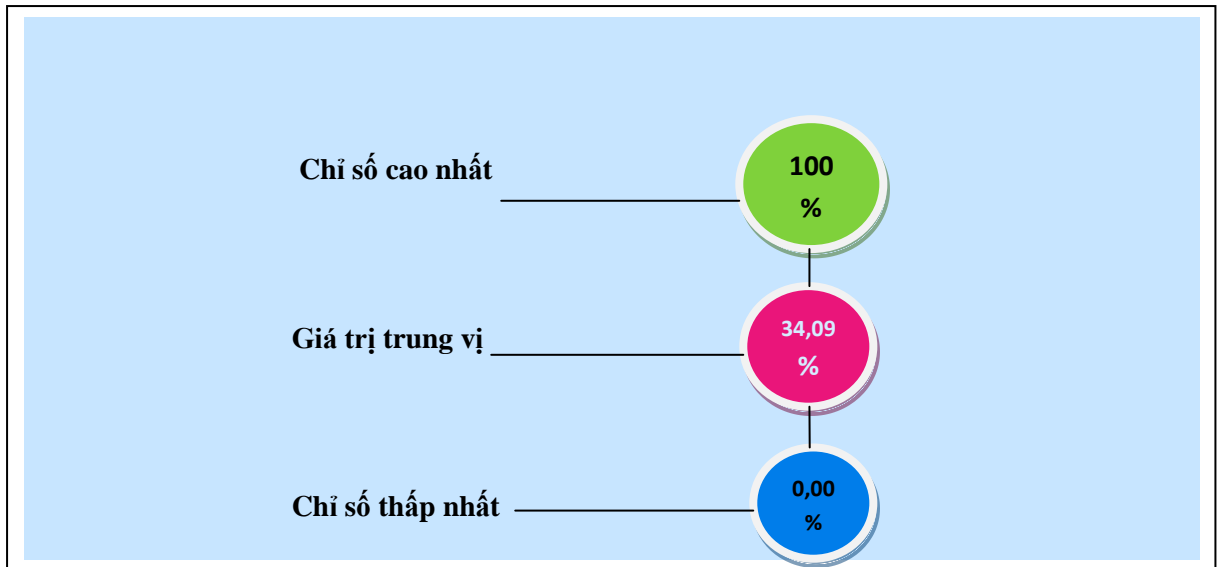 Chỉ số cao nhất
100
%
Giá trị trung vị
34,09
%
Chỉ số thấp nhất
0,00
%